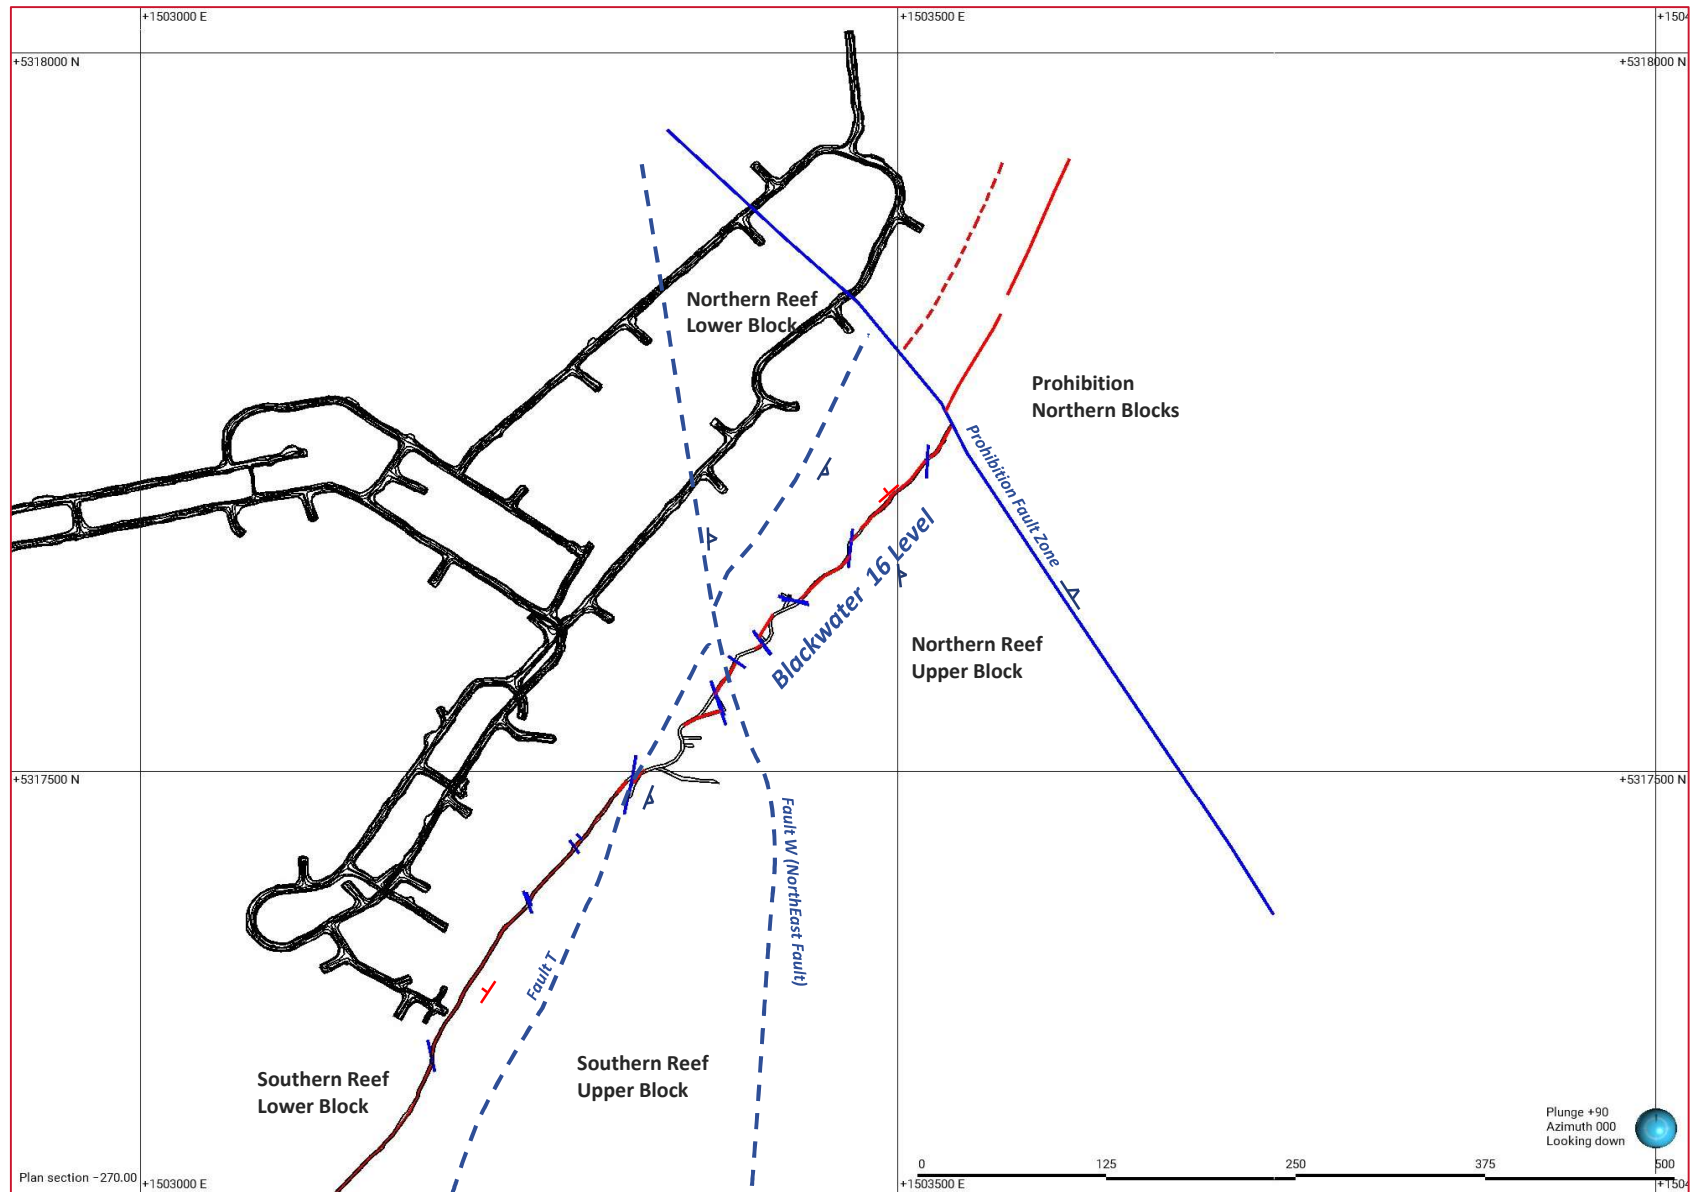 +1503000 E
+1503500 E
+1504
+5318000 N
+5318000 N
Northern Reef
Lower Block
Prohibition
Northern Blocks
Prohibition Fault Zone
Blackwater 16 Level
Northern Reef
Upper Block
+5317500 N
+5317500 N
Fault W (NorthEast Fault)
Fault T
Southern Reef
Upper Block
Southern Reef
Lower Block
Plunge +90
Azimuth 000
Looking down
0
125
250
375
500
Plan section -270.00
+1503000 E
+1503500 E
+1504